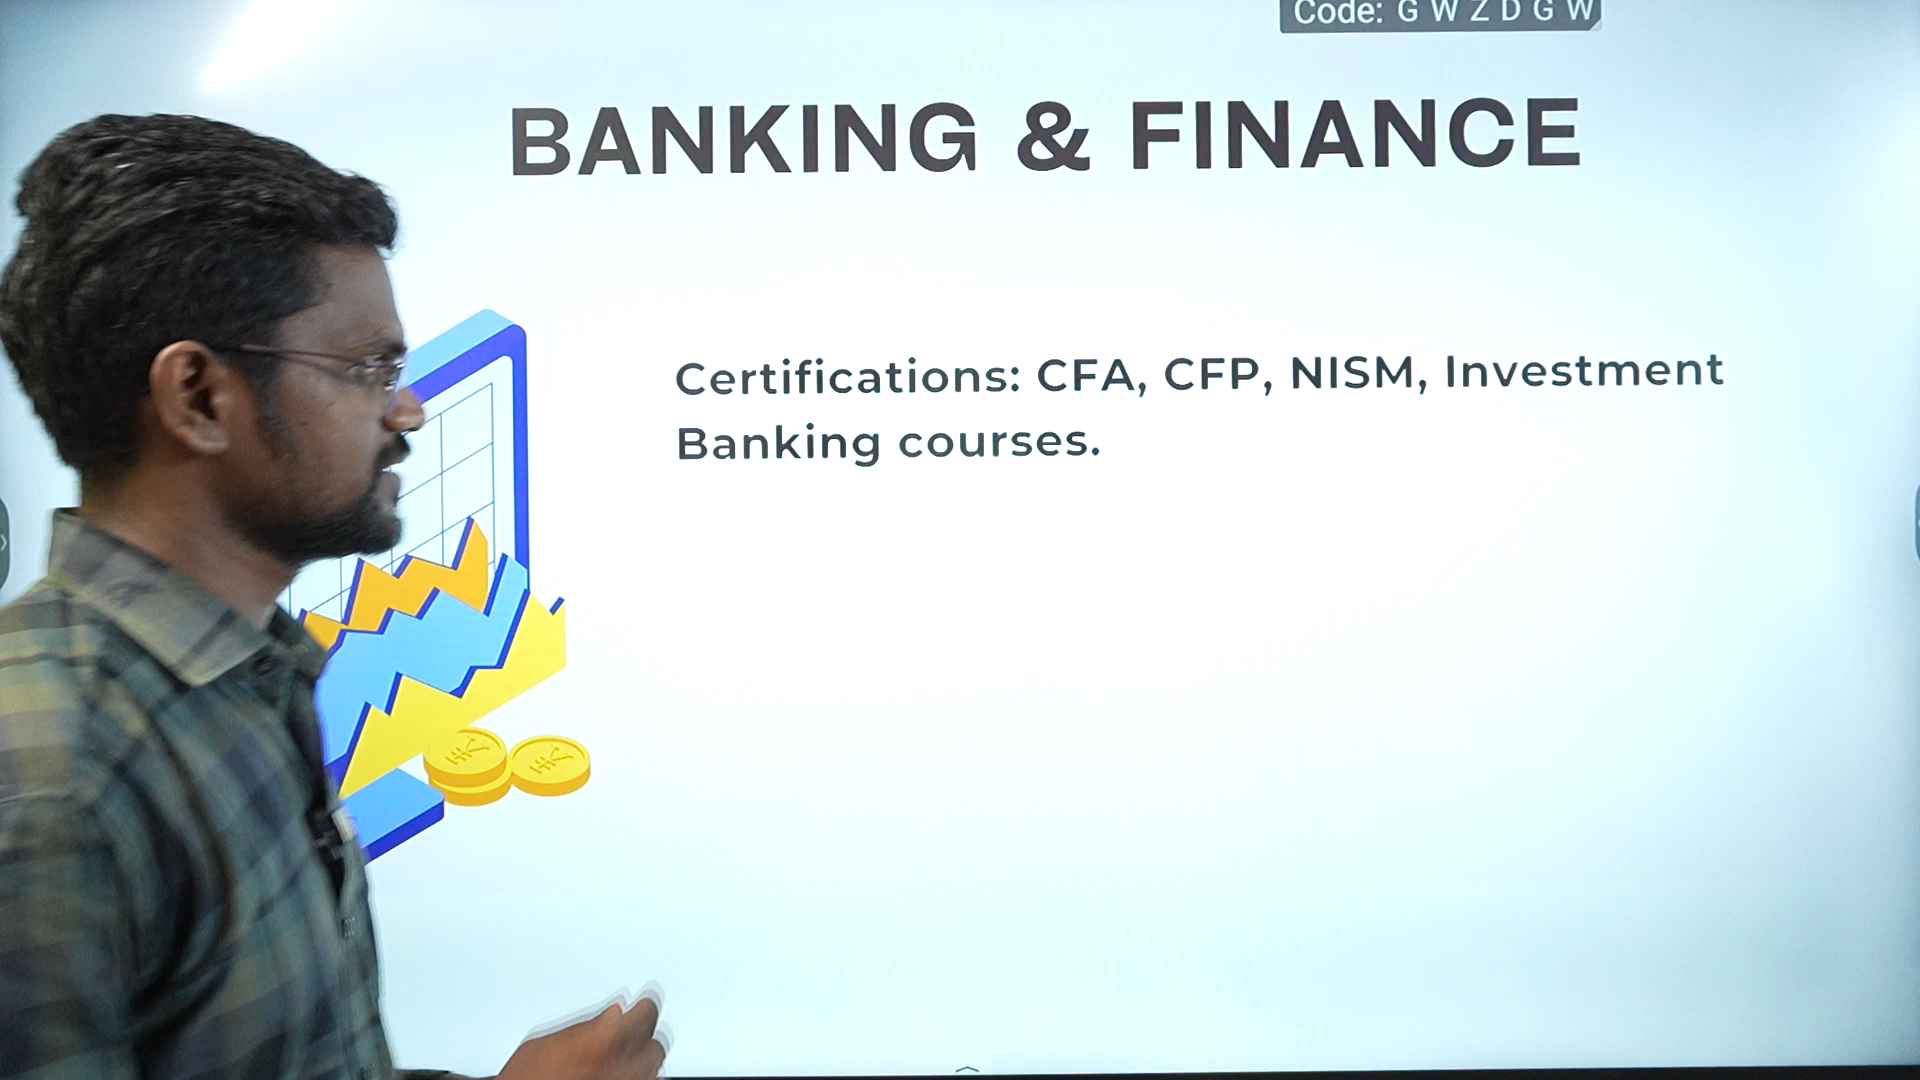 Code: G W Z D G W
BANKING & FINANCE
Certifications: CFA, CFP, NISM, Investment
Banking courses.